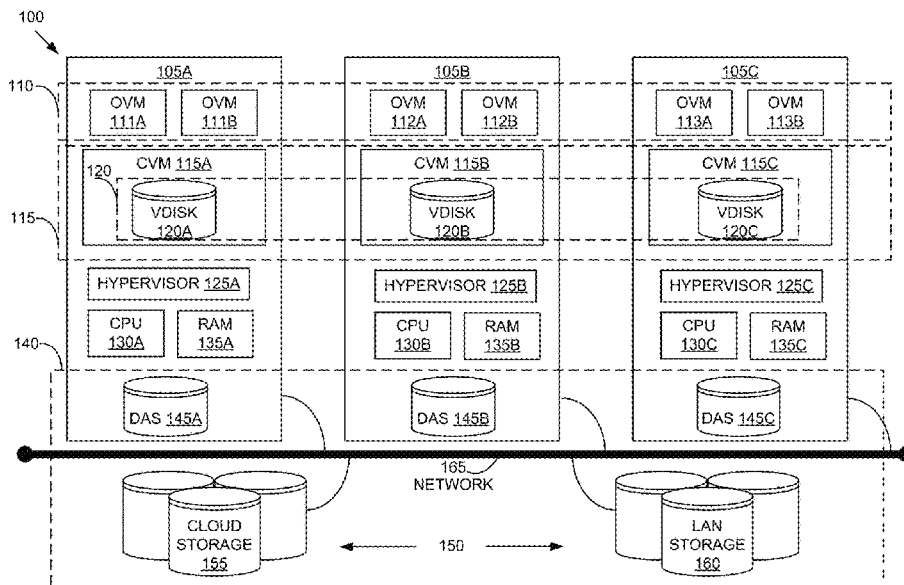 100
105A
105B
105C
110
OVM
111A
OVM
111B
OVM
112A
OVM
112B
OVM
113A
OVM
113B
CVM 115A
CVM 115B
CVM 115C
120
115
VDISK
120A
VDISK
120B
VDISK
120C
HYPERVISOR 125A
HYPERVISOR 125B
HYPERVISOR 125C
CPU
130A
RAM
135A
CPU
130B
RAM
135B
CPU
130C
RAM
135C
140
DAS 145A
DAS 145B
DAS 145C
165
NETWORK
CLOUD
STORAGE
155
150
LAN
STORAGE
160